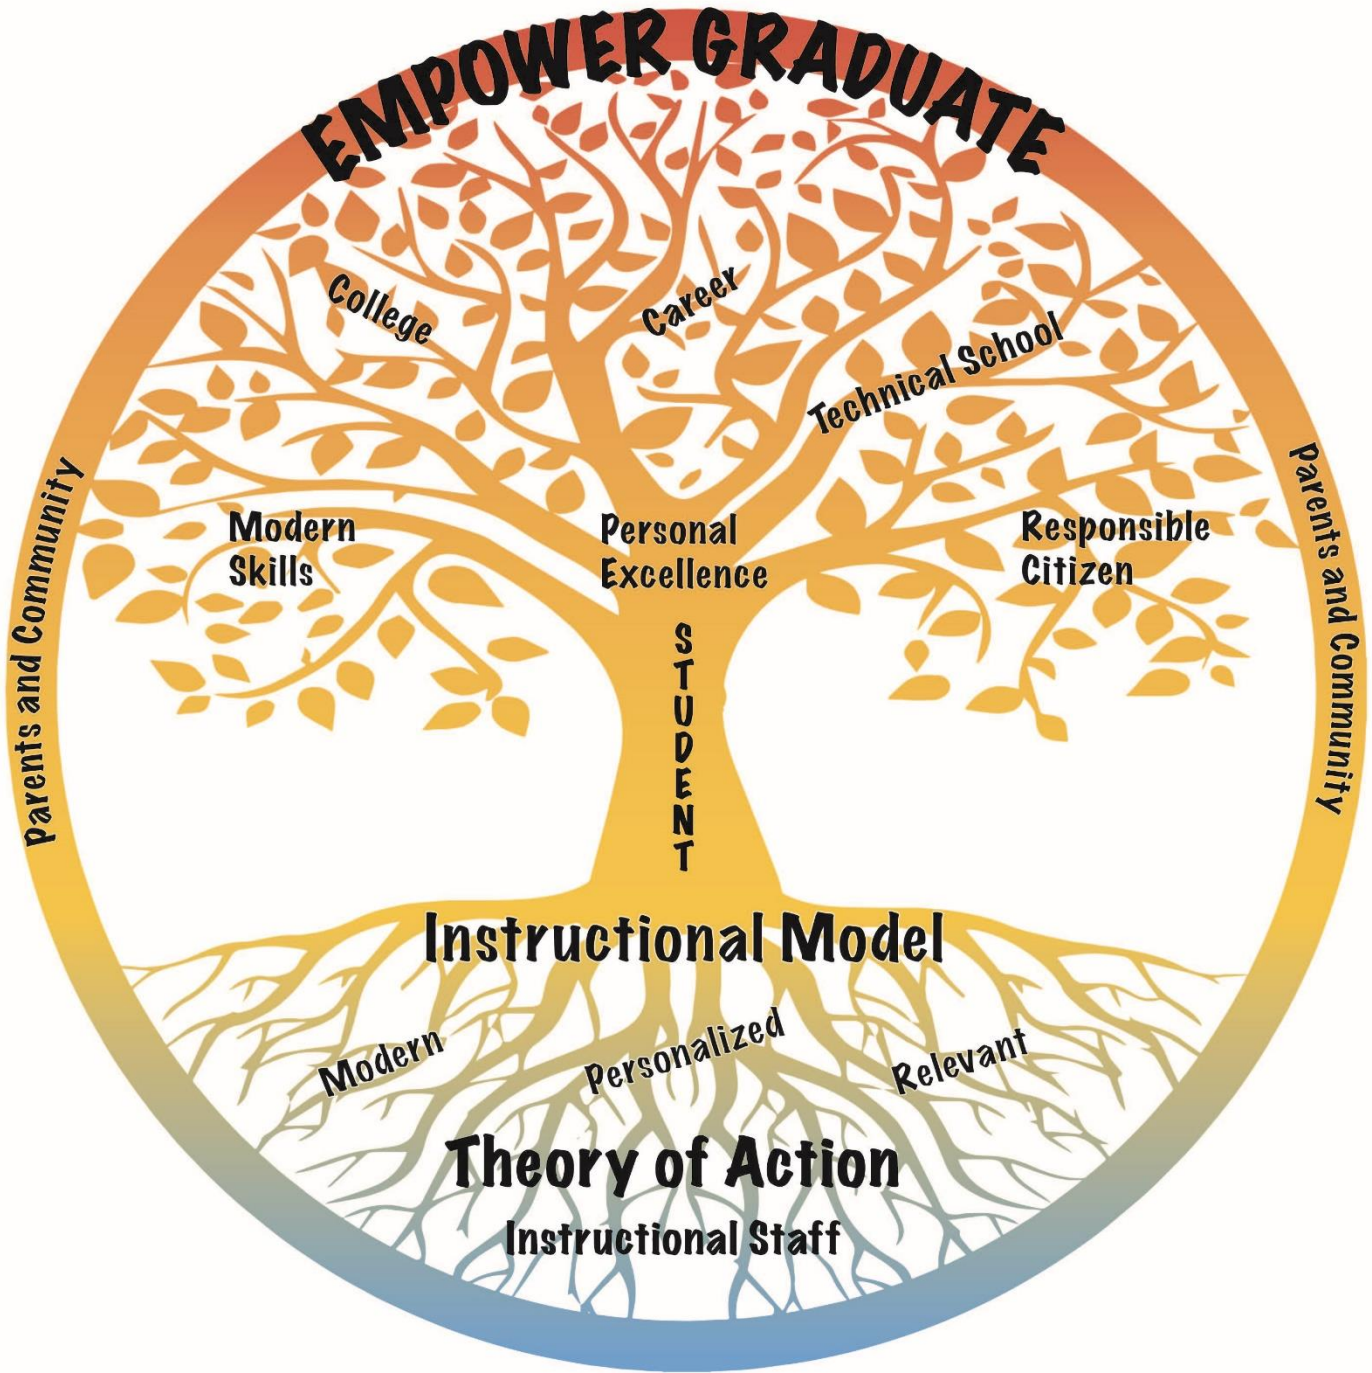 EMPOWER GRADUATE
College
Career
Technical School
Parents and Community
Parents and Community
Modern
Skills
Personal
Excellence
Responsible
Citizen
STUDENT
Instructional Model
Modern
Personalized
Relevant
Theory of Action
Instructional Staff